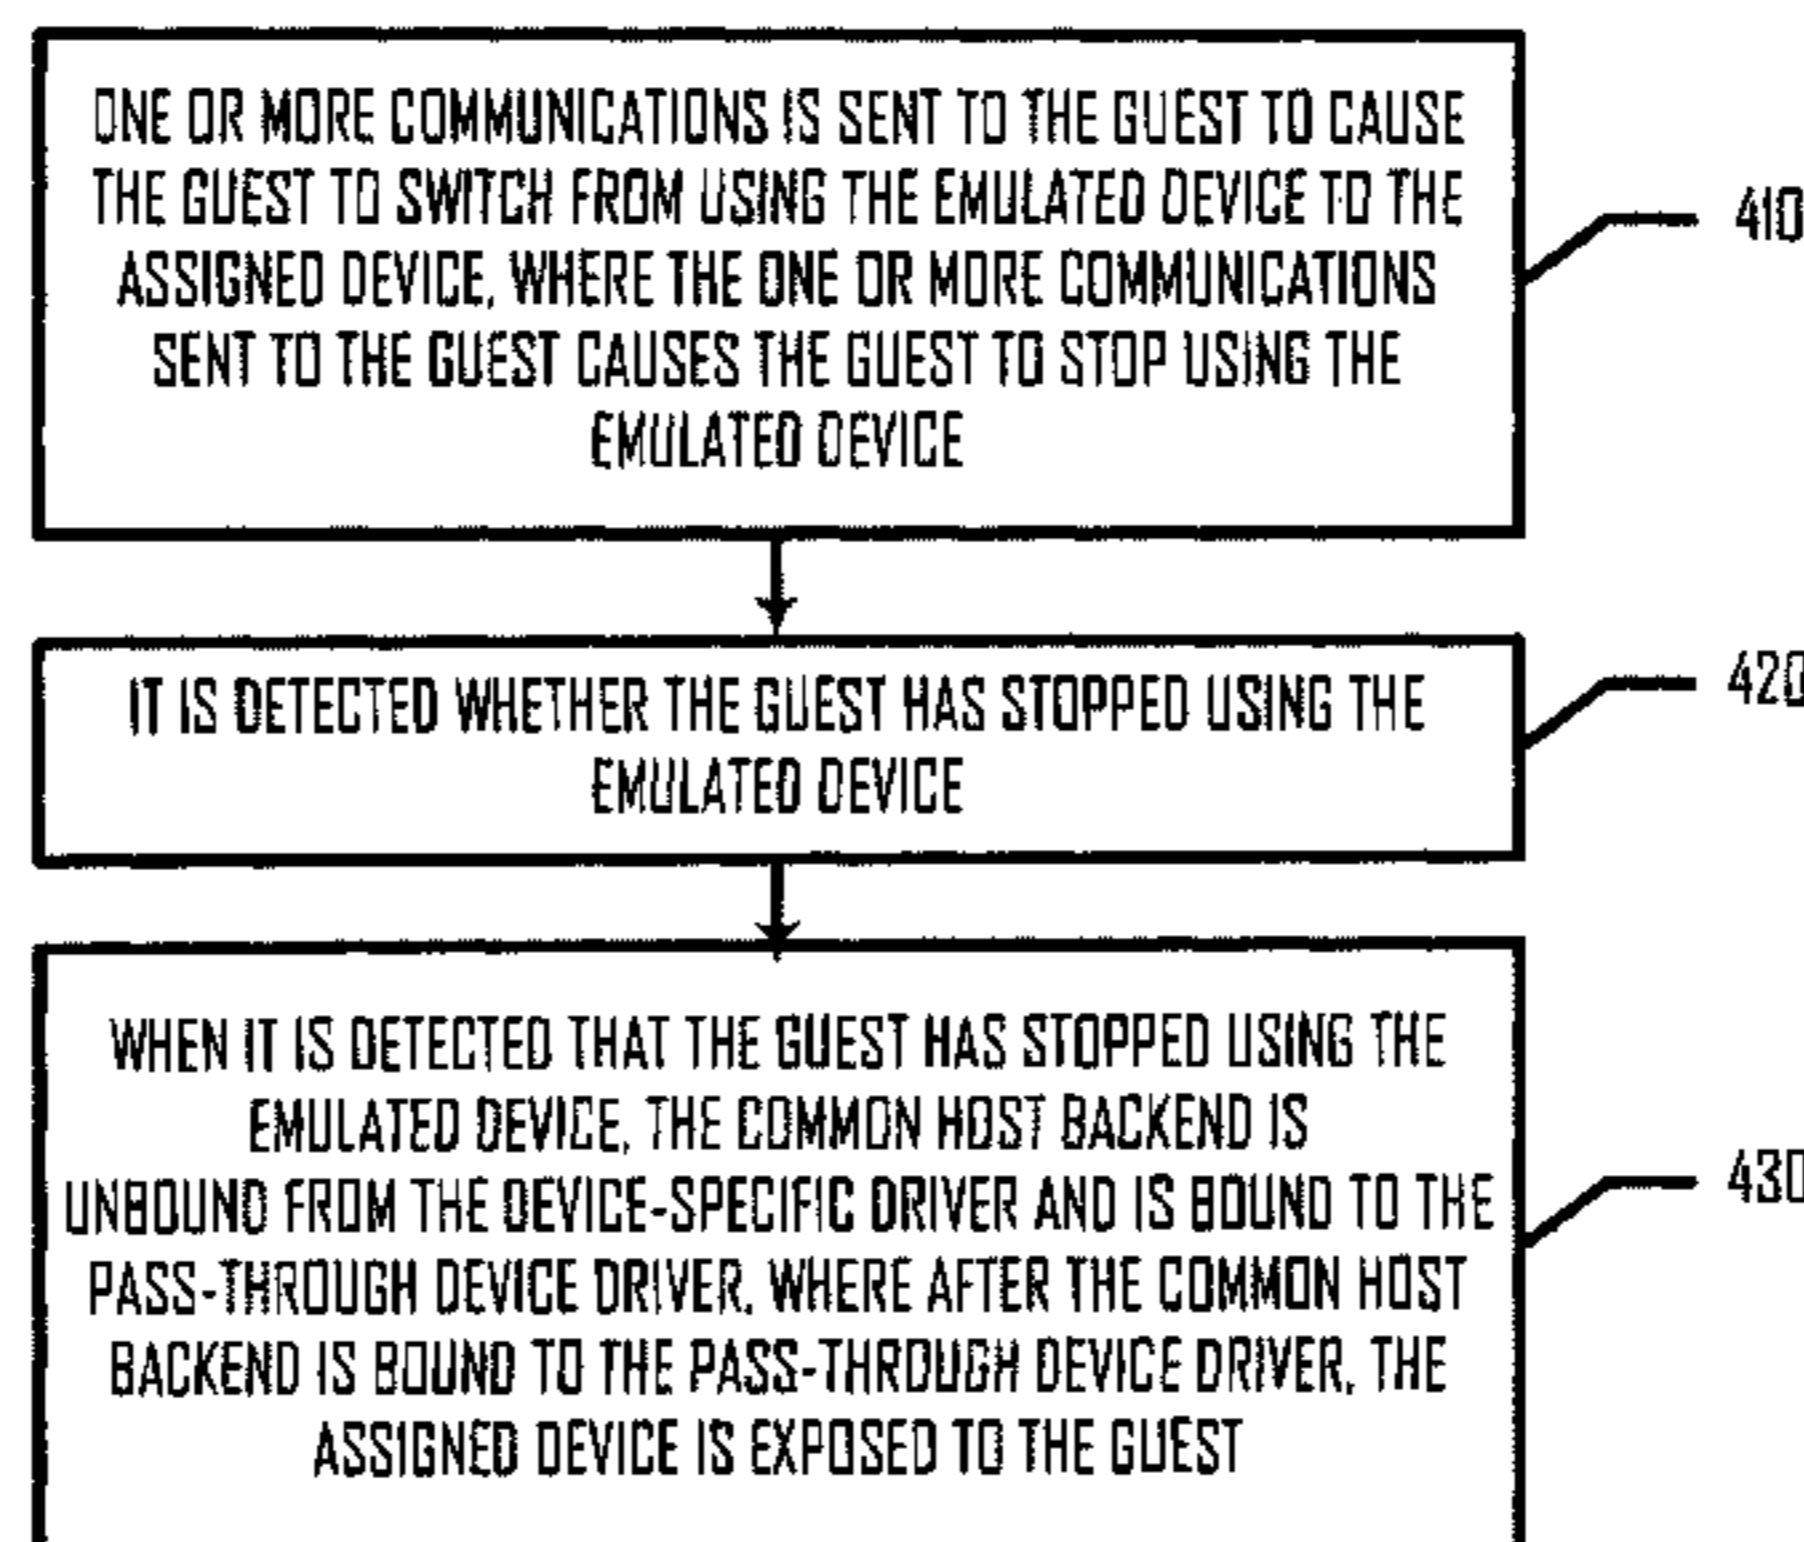 ONE OR MORE COMMUNICATIONS IS SENT TO THE GUEST TO CAUSE
THE GUEST TO SWITCH FROM USING THE EMULATED DEVICE TO THE
ASSIGNED DEVICE, WHERE THE ONE OR MORE COMMUNICATIONS
SENT TO THE GUEST CAUSES THE GUEST TO STOP USING THE
EMULATED DEVICE
410
IT IS DETECTED WHETHER THE GUEST HAS STOPPED USING THE
EMULATED DEVICE
420
WHEN IT IS DETECTED THAT THE GUEST HAS STOPPED USING THE
EMULATED DEVICE, THE COMMON HOST BACKEND IS
UNBOUND FROM THE DEVICE-SPECIFIC DRIVER AND IS BOUND TO THE
PASS-THROUGH DEVICE DRIVER, WHERE AFTER THE COMMON HOST
BACKEND IS BOUND TO THE PASS-THROUGH DEVICE DRIVER, THE
ASSIGNED DEVICE IS EXPOSED TO THE GUEST
430